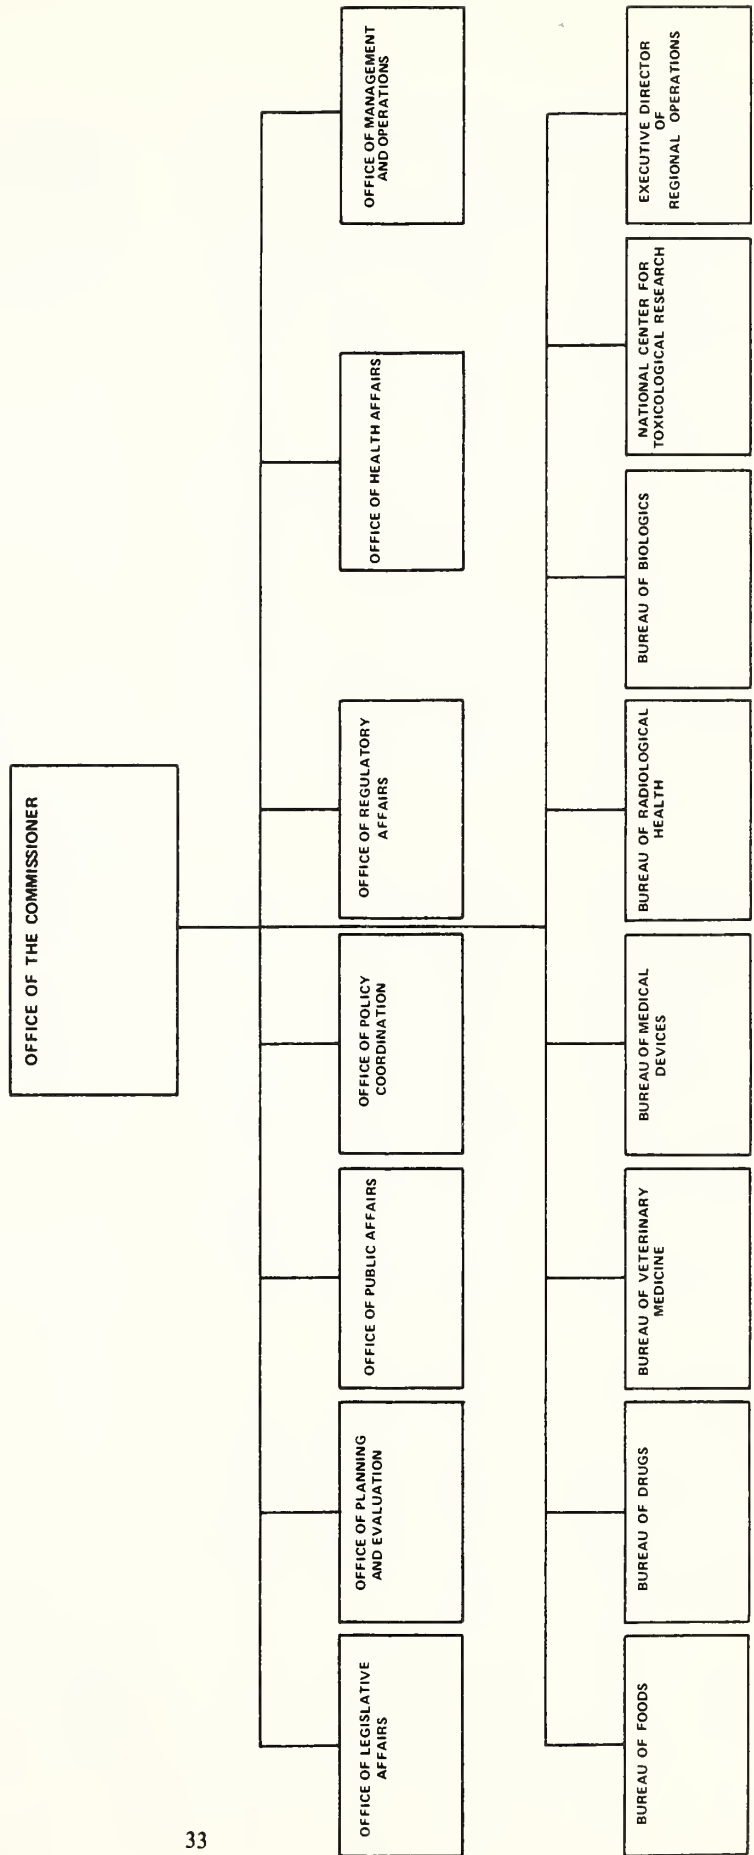 OFFICE OF THE COMMISSIONER
OFFICE OF LEGISLATIVE
AFFAIRS
OFFICE OF PLANNING
AND EVALUATION
OFFICE OF PUBLIC AFFAIRS
OFFICE OF POLICY
COORDINATION
OFFICE OF REGULATORY
AFFAIRS
OFFICE OF HEALTH AFFAIRS
OFFICE OF MANAGEMENT
AND OPERATIONS
BUREAU OF FOODS
BUREAU OF DRUGS
BUREAU OF VETERINARY
MEDICINE
BUREAU OF MEDICAL
DEVICES
BUREAU OF RADIOLOGICAL
HEALTH
BUREAU OF BIOLOGICS
NATIONAL CENTER FOR
TOXICOLOGICAL RESEARCH
EXECUTIVE DIRECTOR
OF
REGIONAL OPERATIONS
33